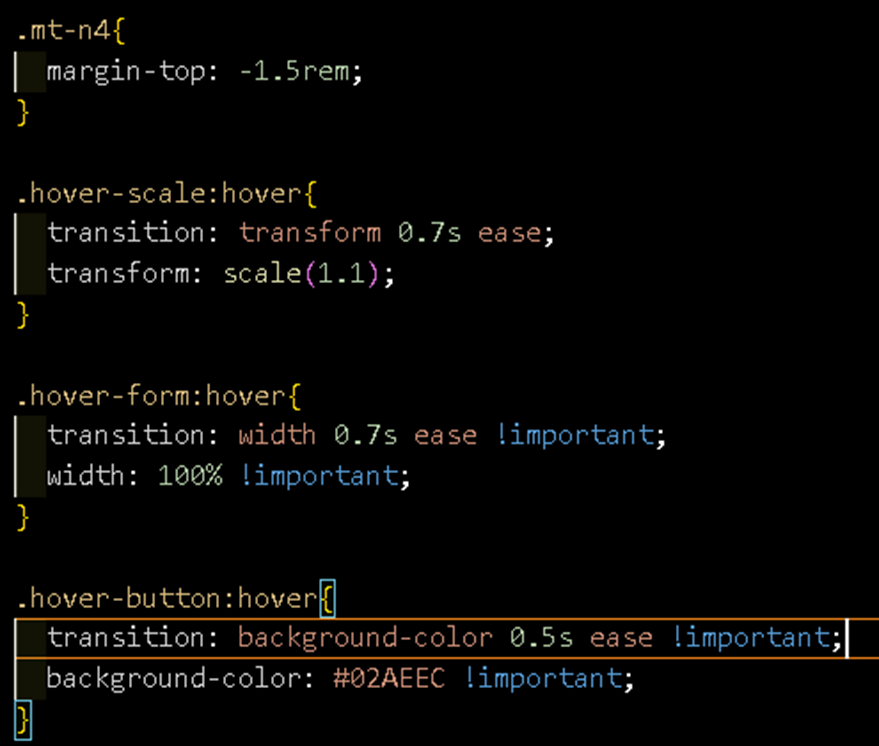 .mt-n4{
margin-top: -1.5rem;
}
.hover-scale:hover{
transition: transform 0.7s ease;
transform: scale(1.1);
}
.hover-form:hover{
transition: width 0.7s ease !important;
width: 100% !important;
}
.hover-button:hover{
transition: background-color 0.5s ease !important;
background-color: #02AEEC !important;
}